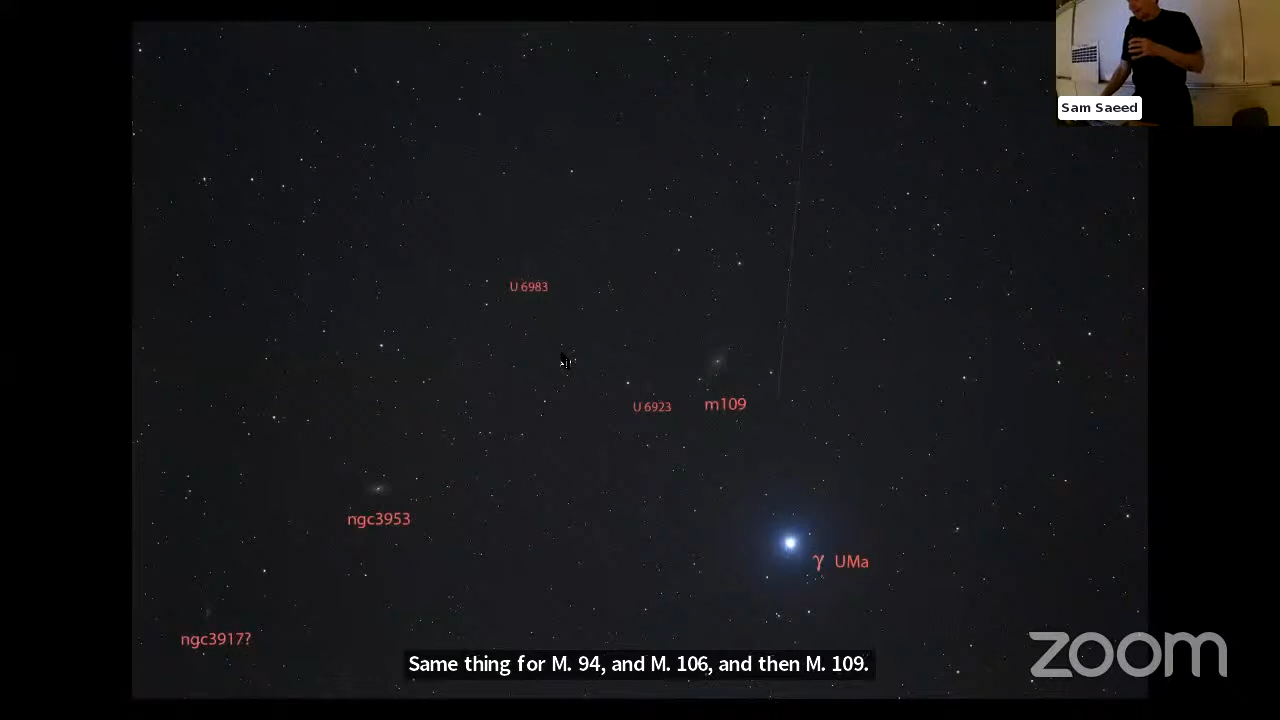 Sam Saeed
U 6983
U 6923
m109
ngc3953
γ UMa
ngc3917?
Same thing for M. 94, and M. 106, and then M. 109.
zoom